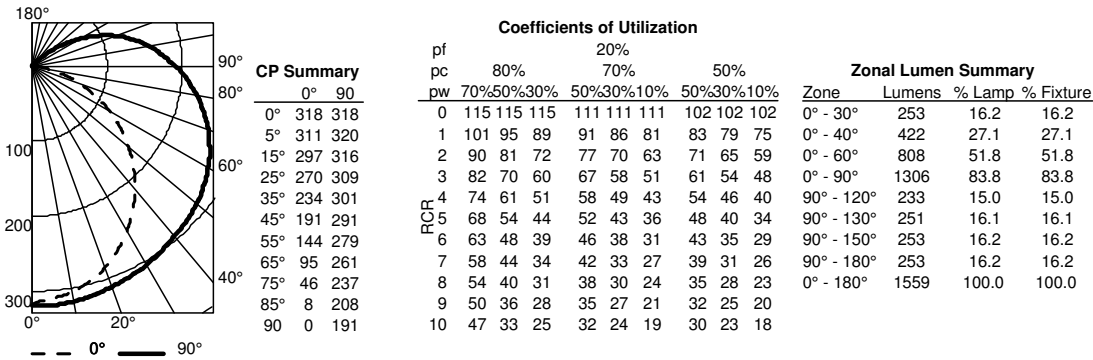 180°
90°
80°
100
60°
200
40°
300
0° 20°
0° 90°
CP Summary
0° 90
0° 318 318
5° 311 320
15° 297 316
25° 270 309
35° 234 301
45° 191 291
55° 144 279
65° 95 261
75° 46 237
85° 8 208
90 0 191
Coefficients of Utilization
pf 20%
pc 80% 70% 50%
pw 70%50%30% 50%30%10% 50%30%10%
RCR
0 115 115 115 111 111 111 102 102 102
1 101 95 89 91 86 81 83 79 75
2 90 81 72 77 70 63 71 65 59
3 82 70 60 67 58 51 61 54 48
4 74 61 51 58 49 43 54 46 40
5 68 54 44 52 43 36 48 40 34
6 63 48 39 46 38 31 43 35 29
7 58 44 34 42 33 27 39 31 26
8 54 40 31 38 30 24 35 28 23
9 50 36 28 35 27 21 32 25 20
10 47 33 25 32 24 19 30 23 18
Zonal Lumen Summary
Zone Lumens % Lamp % Fixture
0° - 30° 253 16.2 16.2
0° - 40° 422 27.1 27.1
0° - 60° 808 51.8 51.8
0° - 90° 1306 83.8 83.8
90° - 120° 233 15.0 15.0
90° - 130° 251 16.1 16.1
90° - 150° 253 16.2 16.2
90° - 180° 253 16.2 16.2
0° - 180° 1559 100.0 100.0